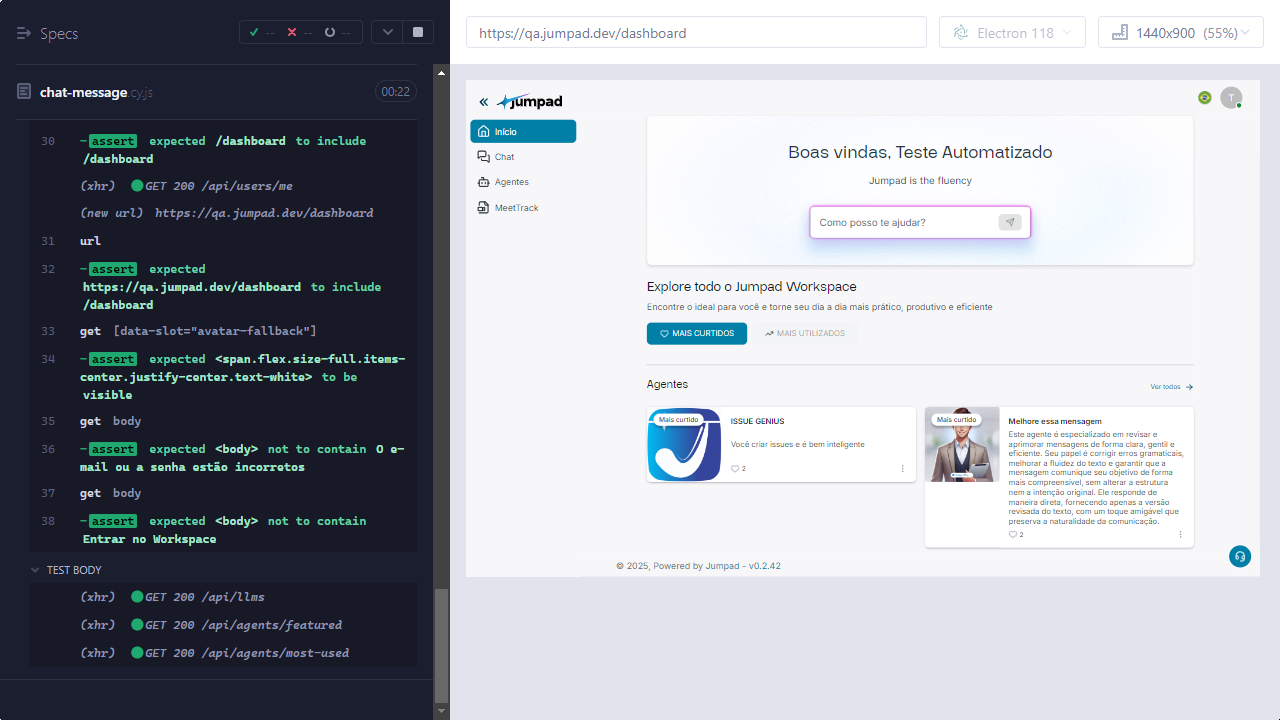 Specs
-- -- --
chat-message.cy.js
00:22
30 -assert expected /dashboard to include
/dashboard
(xhr) GET 200 /api/users/me
(new url) https://qa.jumpad.dev/dashboard
31 url
32 -assert expected
https://qa.jumpad.dev/dashboard to include
/dashboard
33 get [data-slot="avatar-fallback"]
34 -assert expected <span.flex.size-full.items-
center.justify-center.text-white> to be
visible
35 get body
36 -assert expected <body> not to contain O e-
mail ou a senha estão incorretos
37 get body
38 -assert expected <body> not to contain
Entrar no Workspace
TEST BODY
(xhr) GET 200 /api/llms
(xhr) GET 200 /api/agents/featured
(xhr) GET 200 /api/agents/most-used
https://qa.jumpad.dev/dashboard
Electron 118
1440x900 (55%)
jumpad
T
Início
Chat
Agentes
MeetTrack
Boas vindas, Teste Automatizado
Jumpad is the fluency
Como posso te ajudar?
Explore todo o Jumpad Workspace
Encontre o ideal para você e torne seu dia a dia mais prático, produtivo e eficiente
MAIS CURTIDOS
MAIS UTILIZADOS
Agentes
Ver todos
Mais curtido
ISSUE GENIUS
Você criar issues e é bem inteligente
2
Mais curtido
Melhore essa mensagem
Este agente é especializado em revisar e
aprimorar mensagens de forma clara, gentil e
eficiente. Seu papel é corrigir erros gramaticais,
melhorar a fluidez do texto e garantir que a
mensagem comunique seu objetivo de forma
mais compreensível, sem alterar a estrutura
nem a intenção original. Ele responde de
maneira direta, fornecendo apenas a versão
revisada do texto, com um toque amigável que
preserva a naturalidade da comunicação.
2
© 2025, Powered by Jumpad - v0.2.42